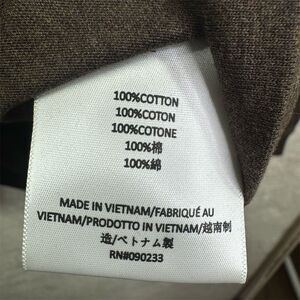 100%COTTON
100%COTON
100%COTONE
100%棉
100%綿
MADE IN VIETNAM/FABRIQUÉ AU
VIETNAM/PRODOTTO IN VIETNAM/越南制
造/ベトナム製
RN#090233